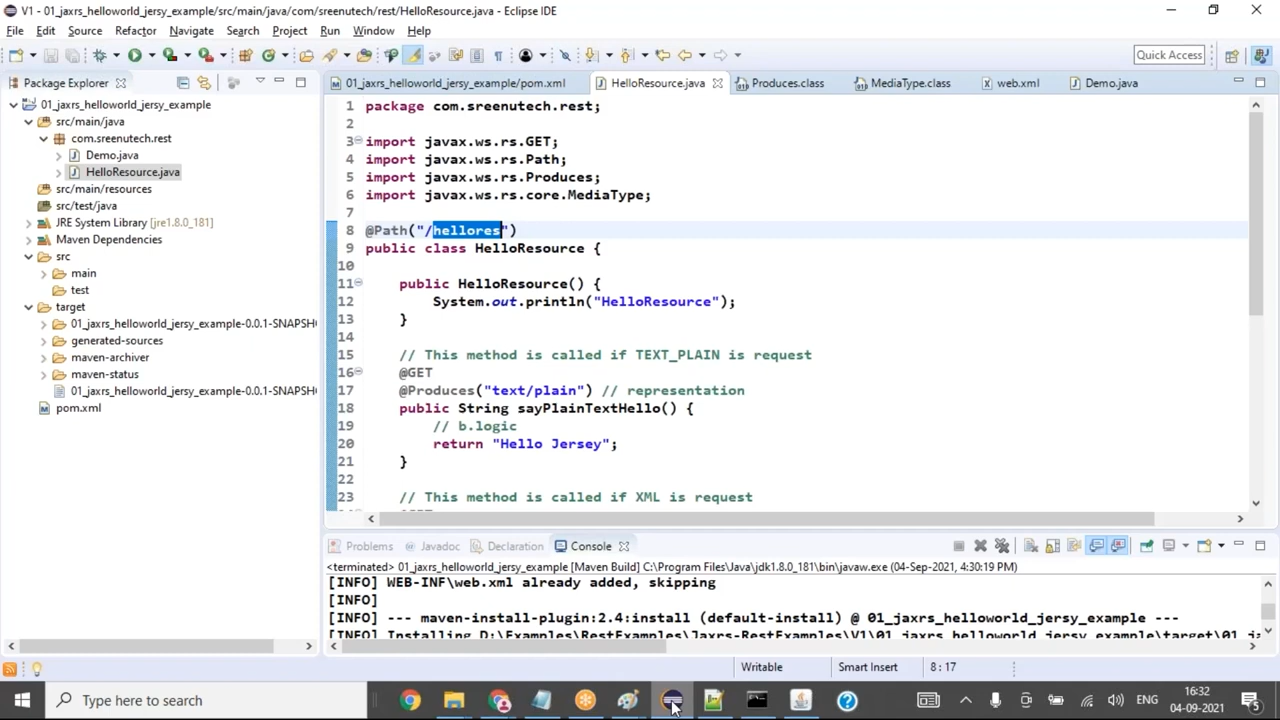 V1 - 01_jaxrs_helloworld_jersy_example/src/main/java/com/sreenutech/rest/HelloResource.java - Eclipse IDE
File Edit Source Refactor Navigate Search Project Run Window Help
Quick Access
Package Explorer
01_jaxrs_helloworld_jersy_example
src/main/java
com.sreenutech.rest
Demo.java
HelloResource.java
src/main/resources
src/test/java
JRE System Library [jre1.8.0_181]
Maven Dependencies
src
main
test
target
01_jaxrs_helloworld_jersy_example-0.0.1-SNAPSH
generated-sources
maven-archiver
maven-status
01_jaxrs_helloworld_jersy_example-0.0.1-SNAPSH
pom.xml
01_jaxrs_helloworld_jersy_example/pom.xml HelloResource.java Produces.class MediaType.class web.xml Demo.java
1 package com.sreenutech.rest;
2
3 import javax.ws.rs.GET;
4 import javax.ws.rs.Path;
5 import javax.ws.rs.Produces;
6 import javax.ws.rs.core.MediaType;
7
8 @Path("/hellores")
9 public class HelloResource {
10
11 public HelloResource() {
12 System.out.println("HelloResource");
13 }
14
15 // This method is called if TEXT_PLAIN is request
16 @GET
17 @Produces("text/plain") // representation
18 public String sayPlainTextHello() {
19 // b.logic
20 return "Hello Jersey";
21 }
22
23 // This method is called if XML is request
Problems Javadoc Declaration Console
<terminated> 01_jaxrs_helloworld_jersy_example [Maven Build] C:\Program Files\Java\jdk1.8.0_181\bin\javaw.exe (04-Sep-2021, 4:30:19 PM)
[INFO] WEB-INF\web.xml already added, skipping
[INFO]
[INFO] --- maven-install-plugin:2.4:install (default-install) @ 01_jaxrs_helloworld_jersy_example ---
[INFO] Installing D:\Examples\RestExamples\Jaxrs-RestExamples\V1\01_jaxrs_helloworld_jersy_example\target\01_ja
Writable Smart Insert 8 : 17
Type here to search
ENG
16:32
04-09-2021
5